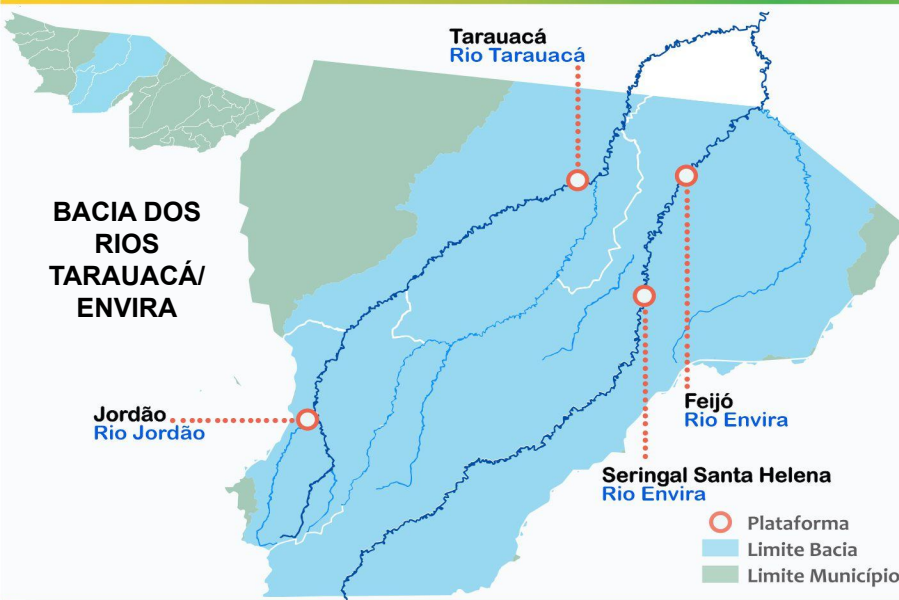 Tarauacá
Rio Tarauacá
BACIA DOS
RIOS
TARAUACÁ/
ENVIRA
Jordão
Rio Jordão
Feijó
Rio Envira
Seringal Santa Helena
Rio Envira
Plataforma
Limite Bacia
Limite Município